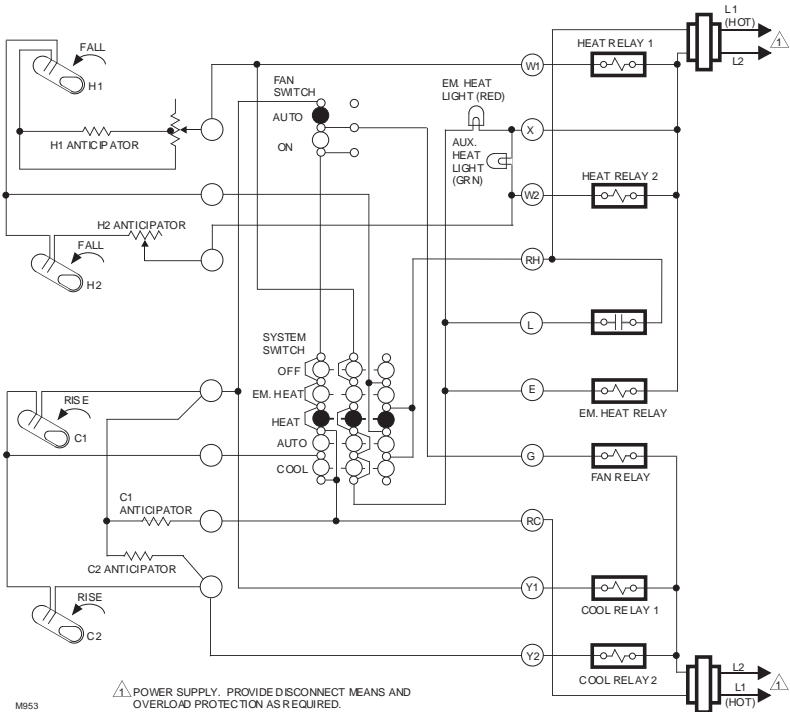 L1
(HOT)
1
L2
HEAT RELAY 1
FALL
H1
FAN
SWITCH
AUTO
ON
EM. HEAT
LIGHT (RED)
W1
X
AUX.
HEAT
LIGHT
(GRN)
H1 ANTICIPATOR
HEAT RELAY 2
W2
H2 ANTICIPATOR
FALL
H2
RH
L
SYSTEM
SWITCH
OFF
EM. HEAT
HEAT
AUTO
COOL
E
EM. HEAT RELAY
RISE
C1
G
FAN RELAY
C1
ANTICIPATOR
RC
C2 ANTICIPATOR
Y1
COOL RELAY 1
RISE
C2
Y2
COOL RELAY 2
L2
1
L1
(HOT)
1 POWER SUPPLY. PROVIDE DISCONNECT MEANS AND
OVERLOAD PROTECTION AS REQUIRED.
M953